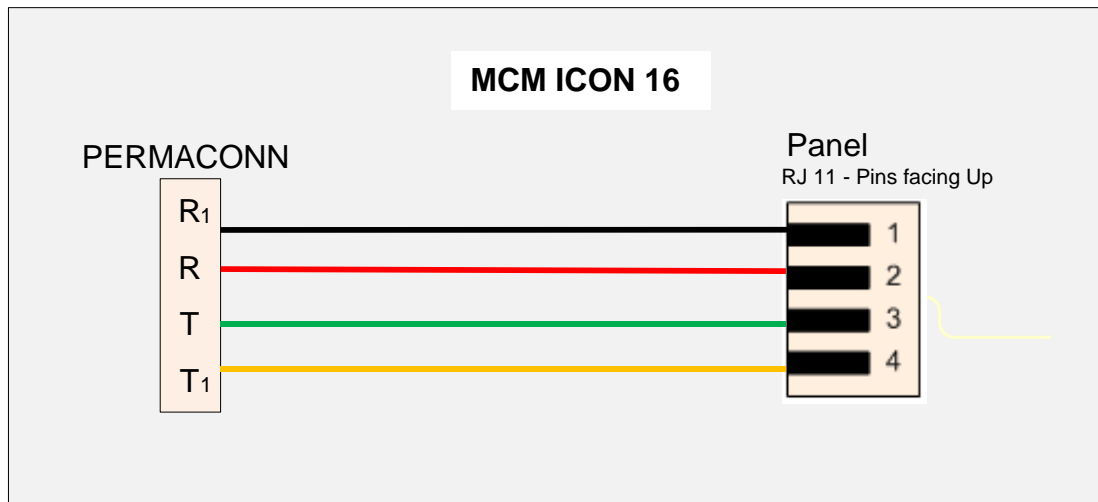 MCM ICON 16
PERMACONN
Panel
RJ 11 - Pins facing Up
R1
1
R
2
T
3
T1
4